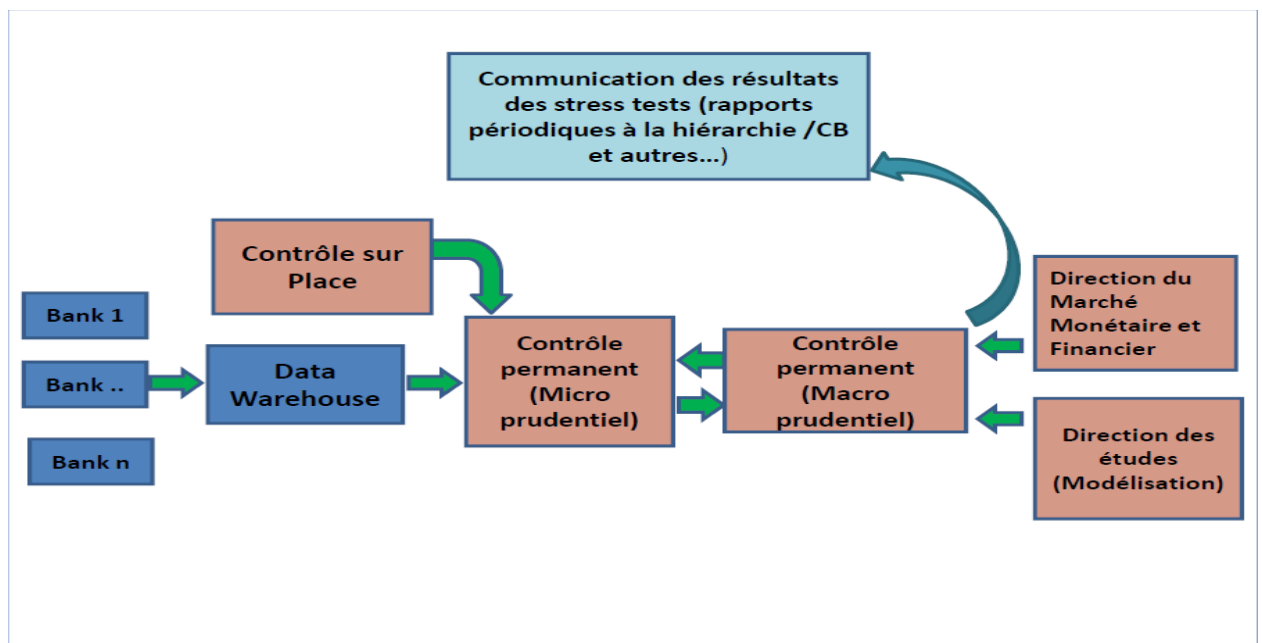 Communication des résultats
des stress tests (rapports
périodiques à la hiérarchie /CB
et autres...)
Contrôle sur
Place
Bank 1
Bank ..
Bank n
Data
Warehouse
Contrôle
permanent
(Micro
prudentiel)
Contrôle
permanent
(Macro
prudentiel)
Direction du
Marché
Monétaire et
Financier
Direction des
études
(Modélisation)